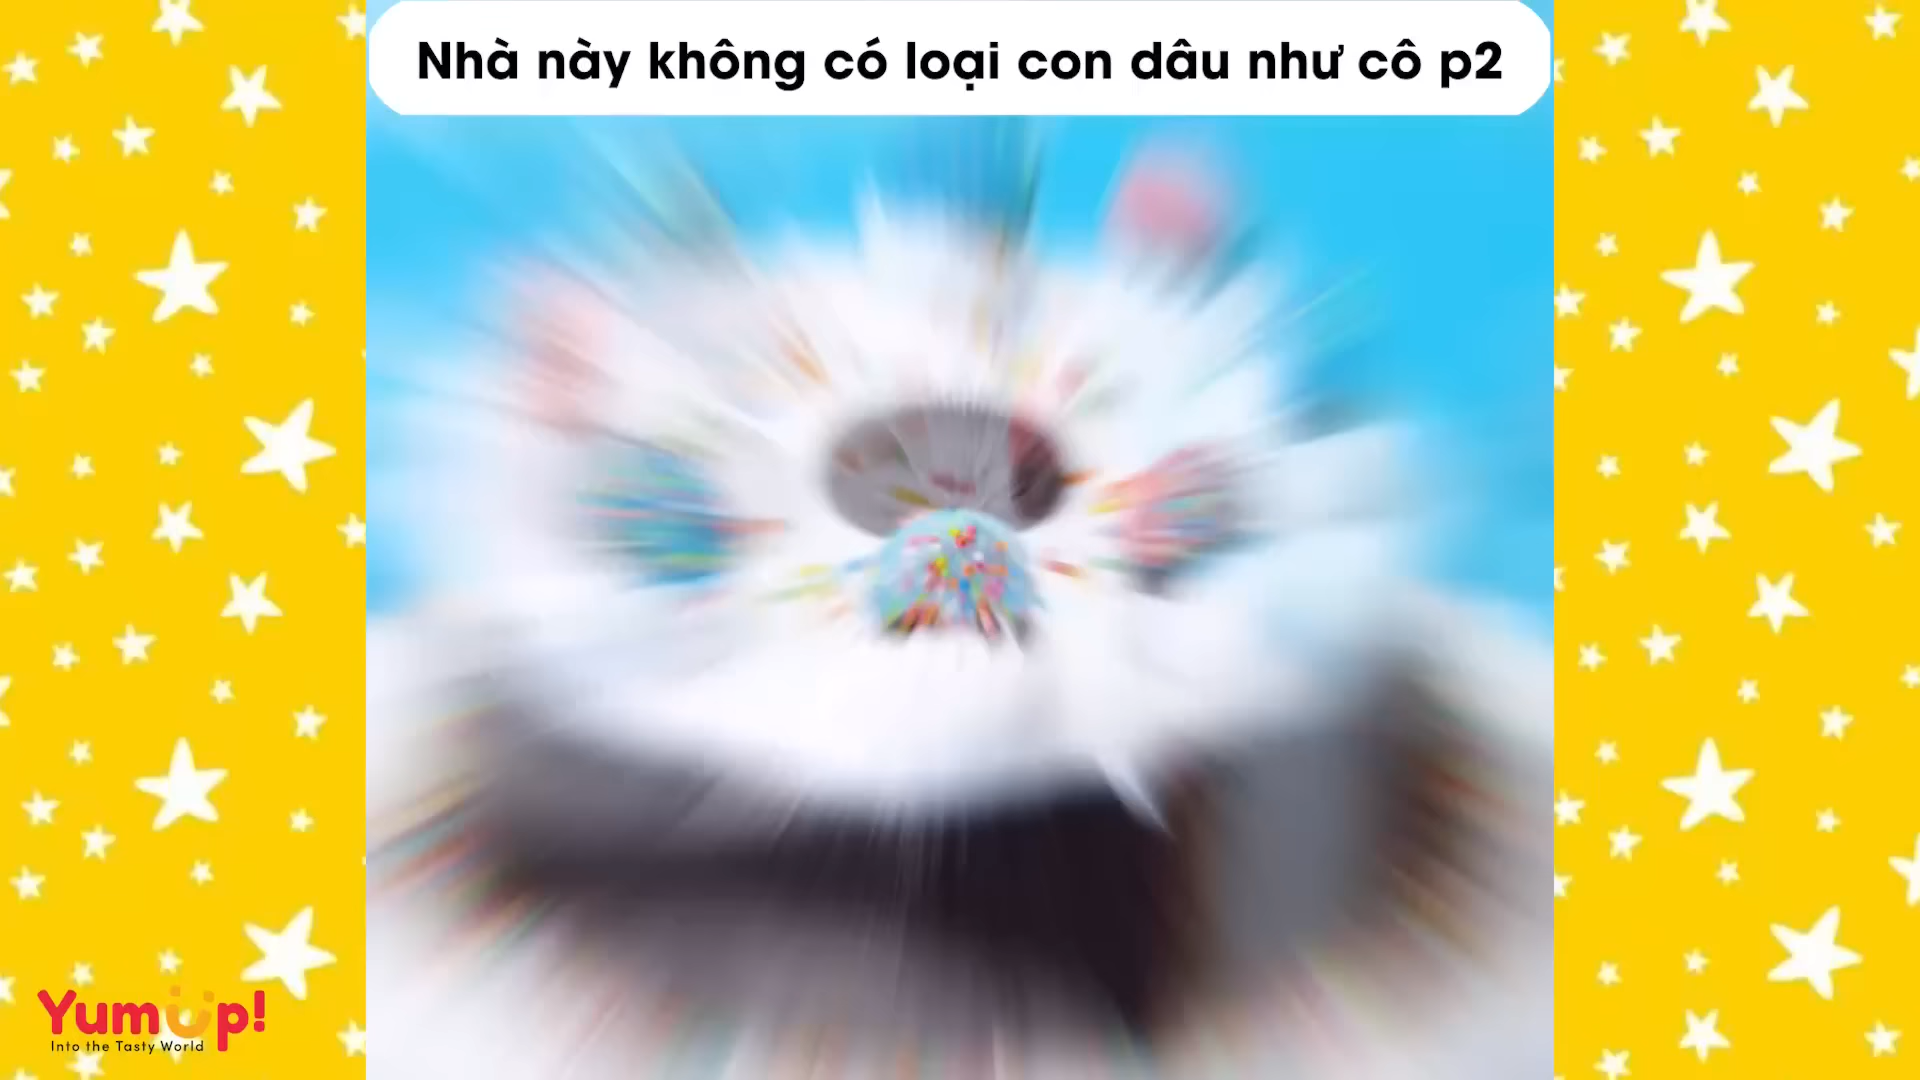 Nhà này không có loại con dâu như cô p2
YumUp!
Into the Tasty World